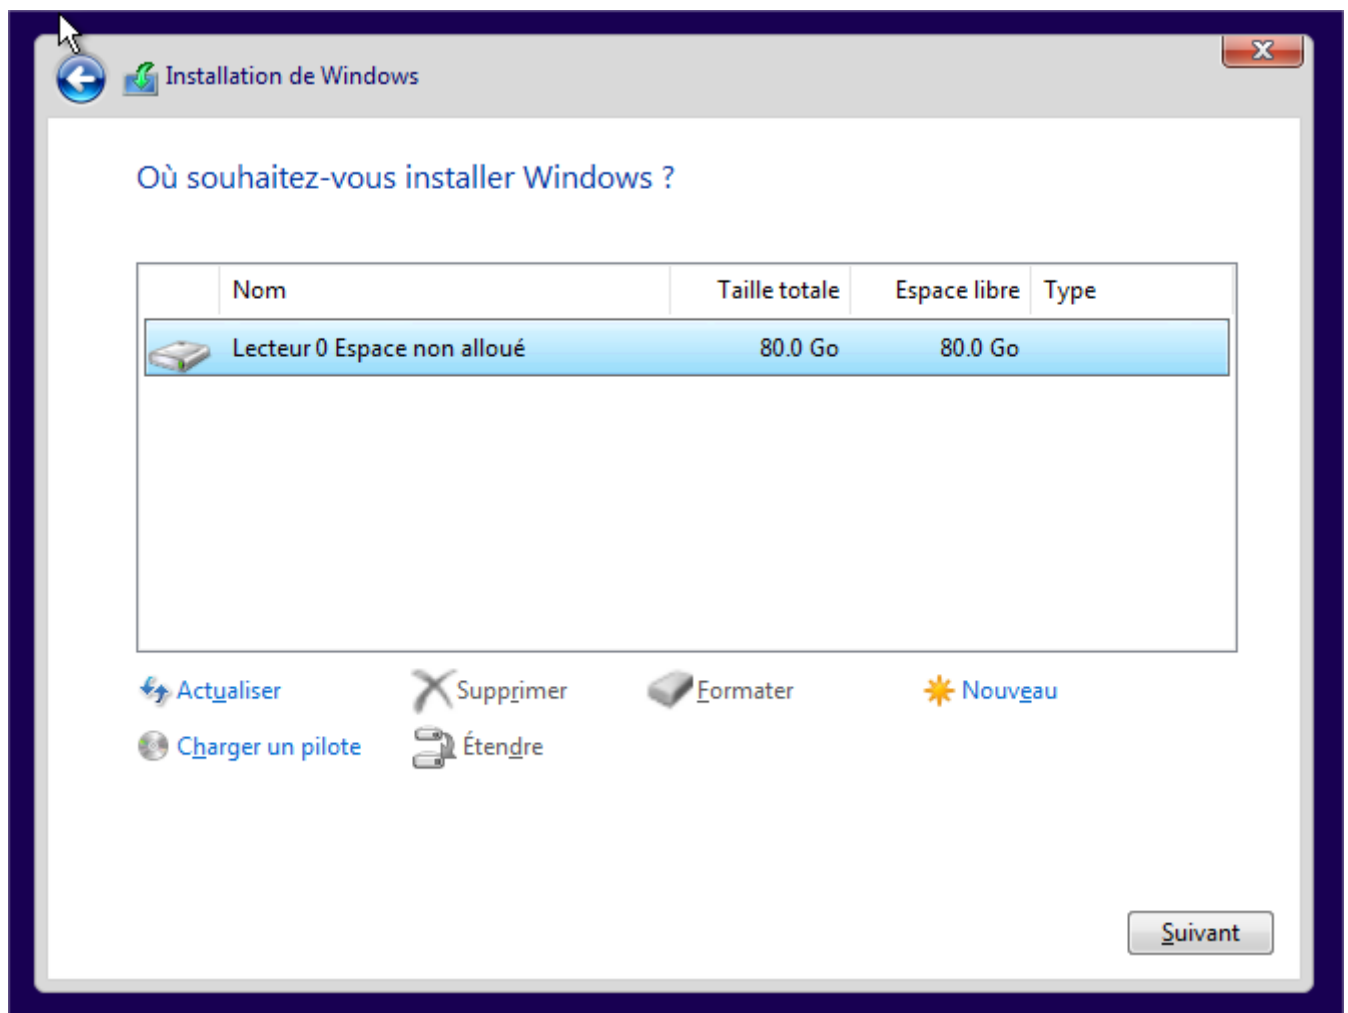 Installation de Windows
Où souhaitez-vous installer Windows ?
Nom Taille totale Espace libre Type
Lecteur 0 Espace non alloué 80.0 Go 80.0 Go
Actualiser Supprimer Formater Nouveau
Charger un pilote Étendre
Suivant